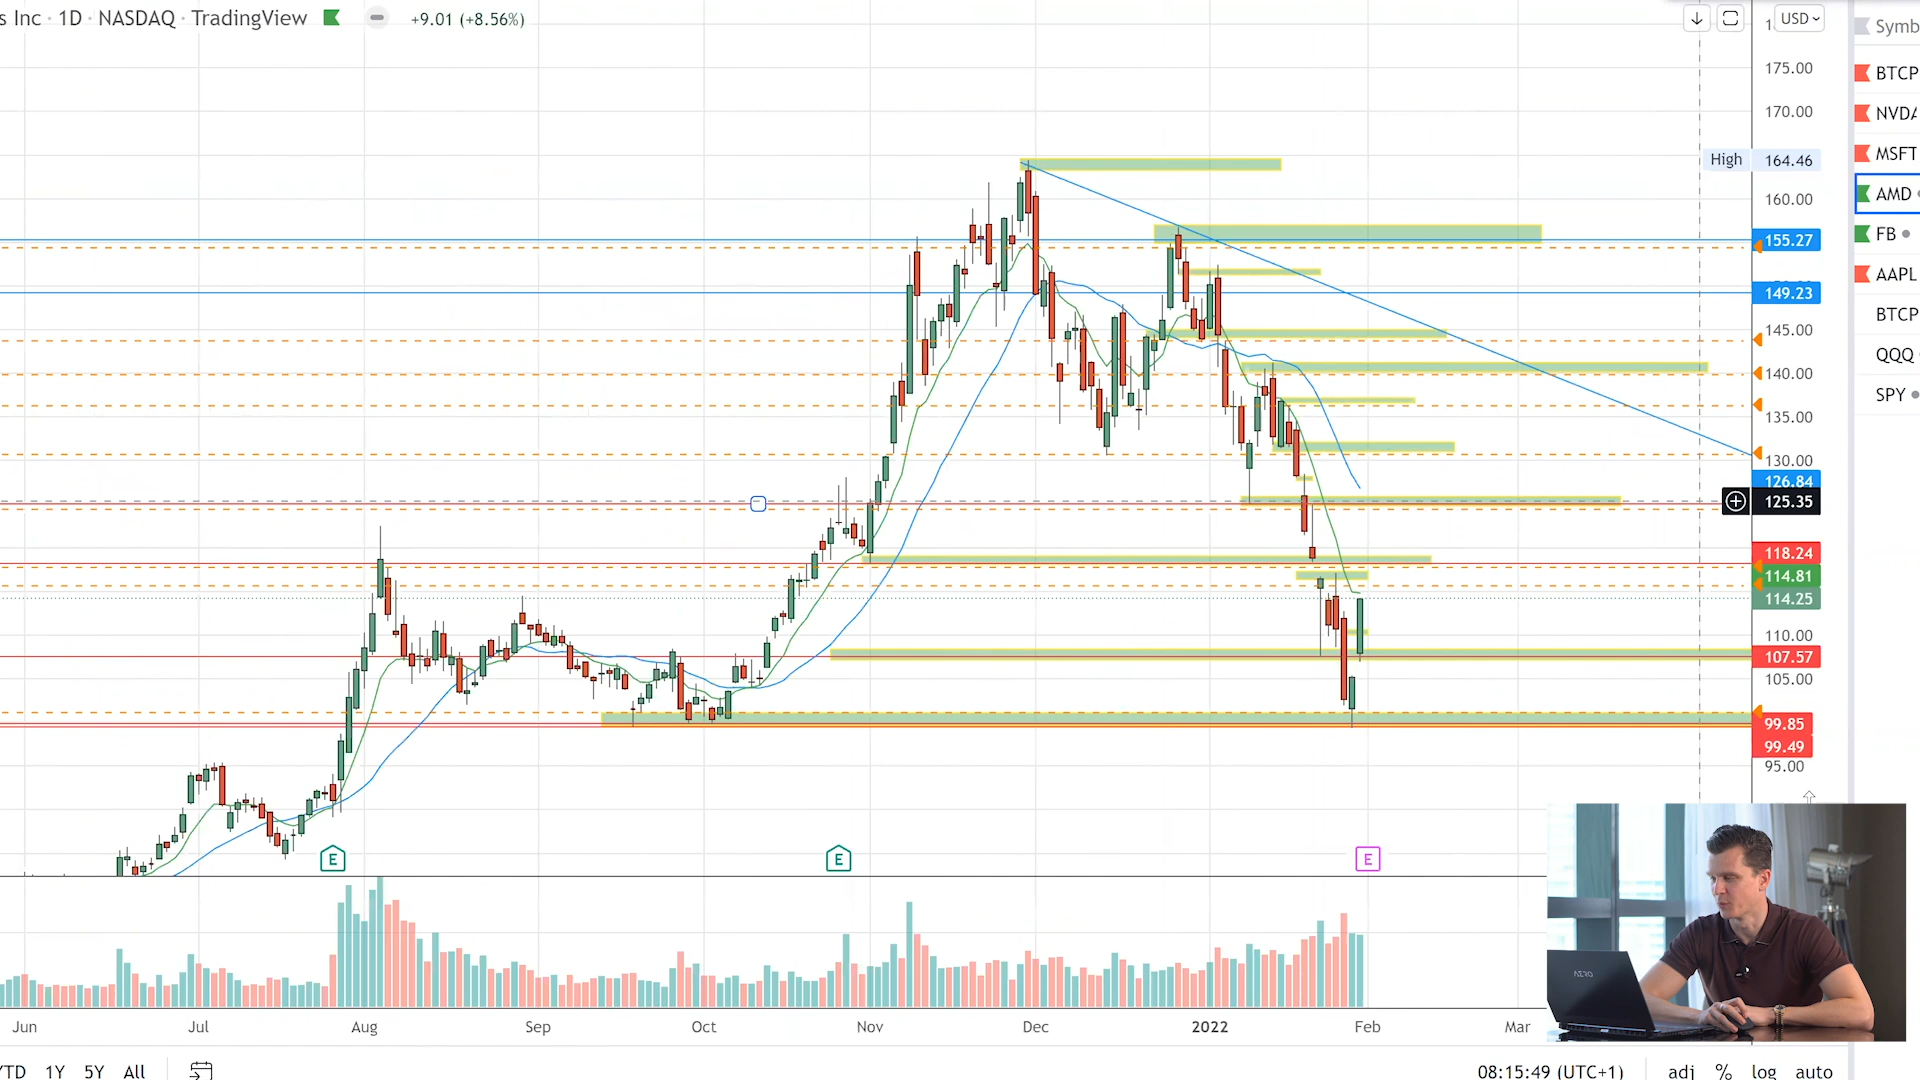 s Inc · 1D · NASDAQ · TradingView +9.01 (+8.56%)
USD
175.00
170.00
High 164.46
160.00
155.27
149.23
145.00
140.00
135.00
130.00
126.84
125.35
118.24
114.81
114.25
110.00
107.57
105.00
99.85
99.49
95.00
Symb
BTCP
NVDA
MSFT
AMD
FB
AAPL
BTCP
QQQ
SPY
E E E
AERO
Jun Jul Aug Sep Oct Nov Dec 2022 Feb Mar
YTD 1Y 5Y All 08:15:49 (UTC+1) adj % log auto